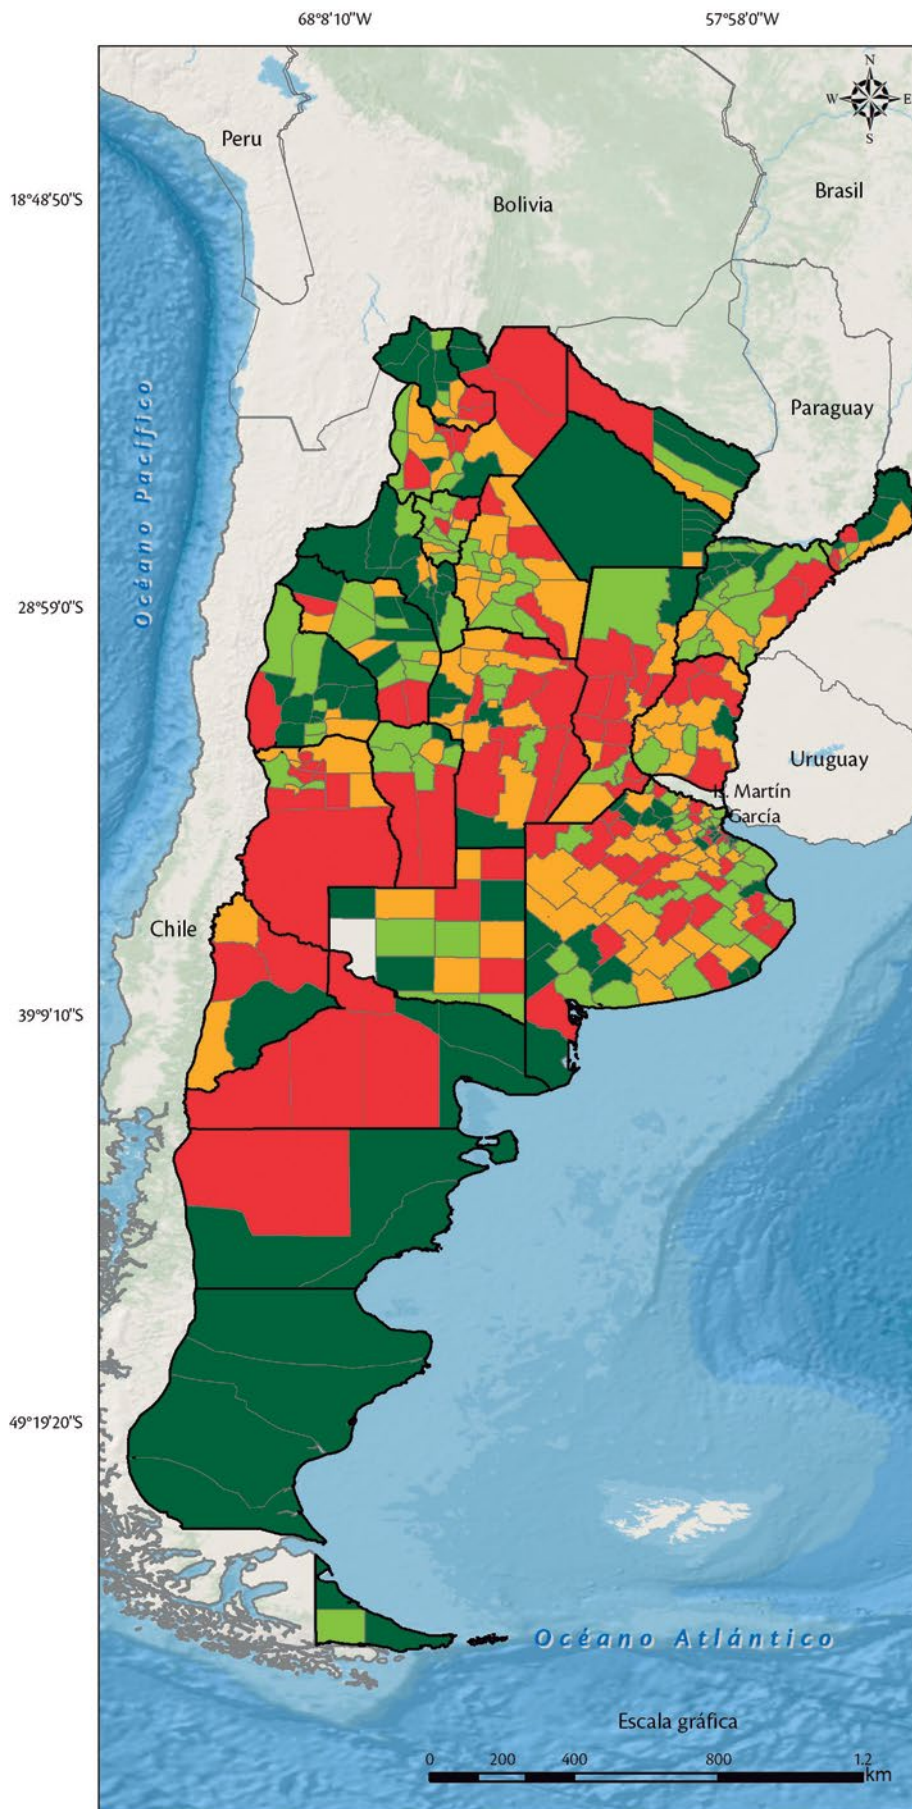 68°8'10"W
57°58'0"W
N
W
E
S
Peru
18°48'50"S
Brasil
Bolivia
Paraguay
Océano Pacífico
28°59'0"S
Uruguay
I(. Martín
García
Chile
39°9'10"S
49°19'20"S
Océano Atlántico
Escala gráfica
0
200
400
800
1.2
km